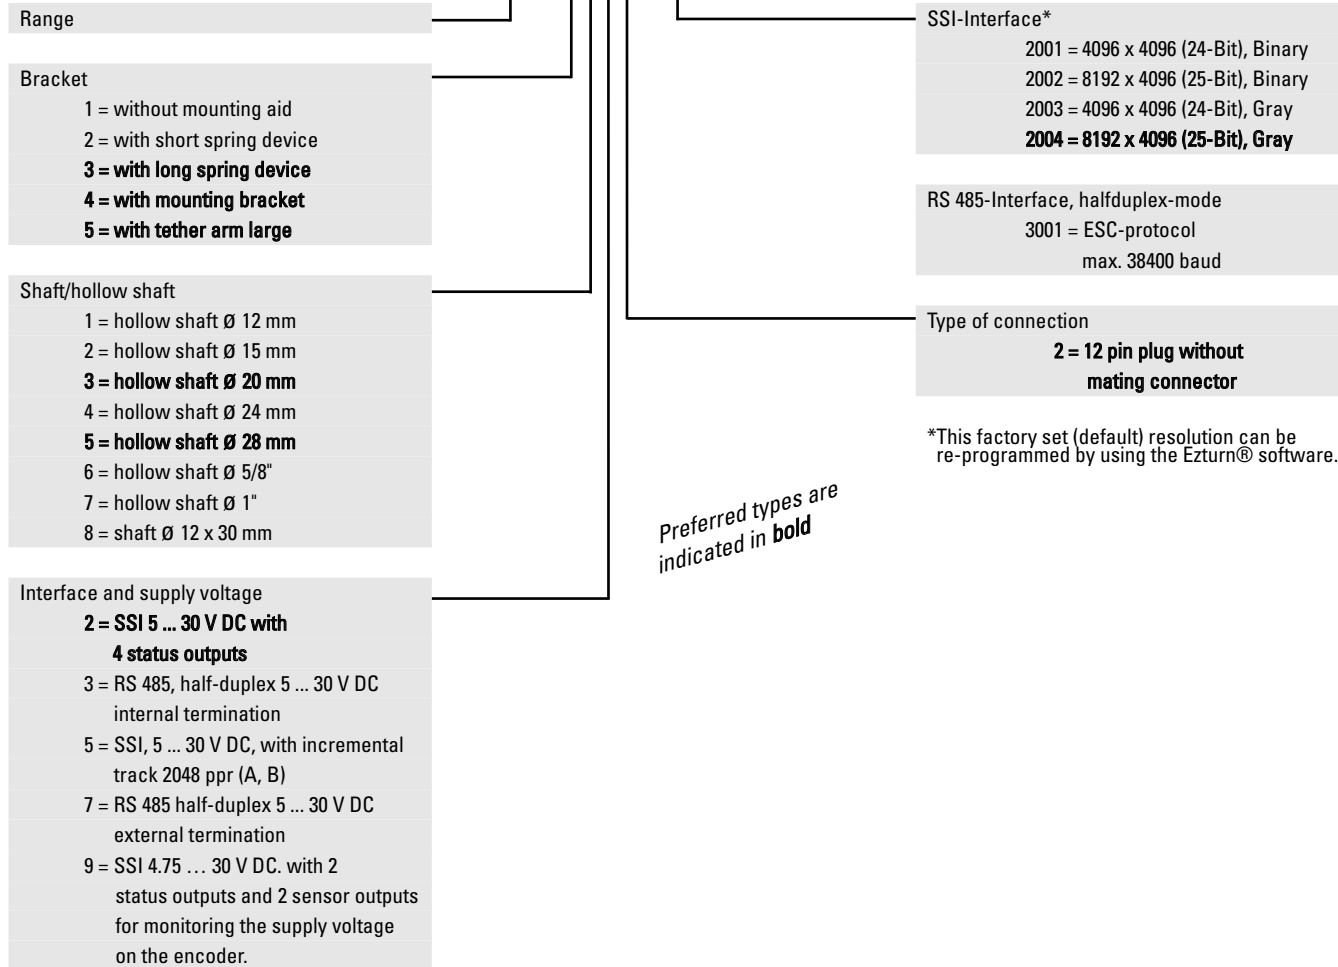 Range
Bracket
1 = without mounting aid
2 = with short spring device
3 = with long spring device
4 = with mounting bracket
5 = with tether arm large
Shaft/hollow shaft
1 = hollow shaft Ø 12 mm
2 = hollow shaft Ø 15 mm
3 = hollow shaft Ø 20 mm
4 = hollow shaft Ø 24 mm
5 = hollow shaft Ø 28 mm
6 = hollow shaft Ø 5/8"
7 = hollow shaft Ø 1"
8 = shaft Ø 12 x 30 mm
Interface and supply voltage
2 = SSI 5 ... 30 V DC with
4 status outputs
3 = RS 485, half-duplex 5 ... 30 V DC
internal termination
5 = SSI, 5 ... 30 V DC, with incremental
track 2048 ppr (A, B)
7 = RS 485 half-duplex 5 ... 30 V DC
external termination
9 = SSI 4.75 … 30 V DC. with 2
status outputs and 2 sensor outputs
for monitoring the supply voltage
on the encoder.
SSI-Interface*
2001 = 4096 x 4096 (24-Bit), Binary
2002 = 8192 x 4096 (25-Bit), Binary
2003 = 4096 x 4096 (24-Bit), Gray
2004 = 8192 x 4096 (25-Bit), Gray
RS 485-Interface, halfduplex-mode
3001 = ESC-protocol
max. 38400 baud
Type of connection
2 = 12 pin plug without
mating connector
*This factory set (default) resolution can be
re-programmed by using the Ezturn® software.
Preferred types are
indicated in bold